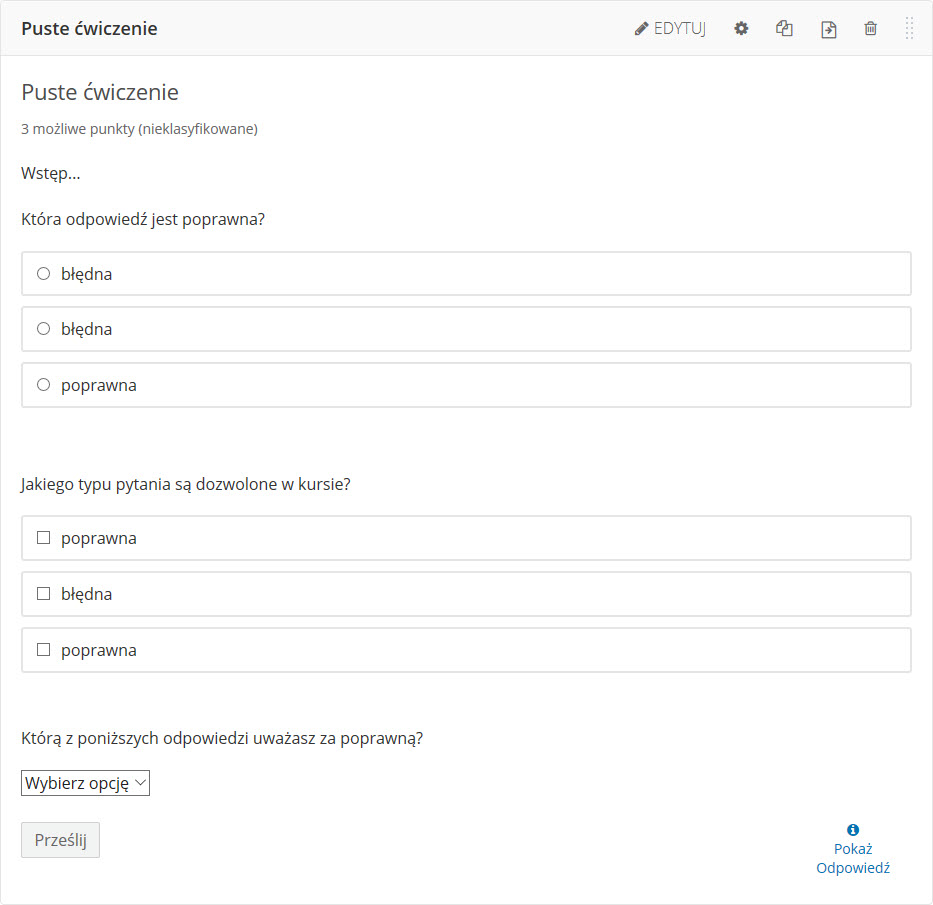 Puste ćwiczenie
EDYTUJ
Puste ćwiczenie
3 możliwe punkty (nieklasyfikowane)
Wstęp...
Która odpowiedź jest poprawna?
błędna
błędna
poprawna
Jakiego typu pytania są dozwolone w kursie?
poprawna
błędna
poprawna
Którą z poniższych odpowiedzi uważasz za poprawną?
Wybierz opcję
Prześlij
Pokaż
Odpowiedź